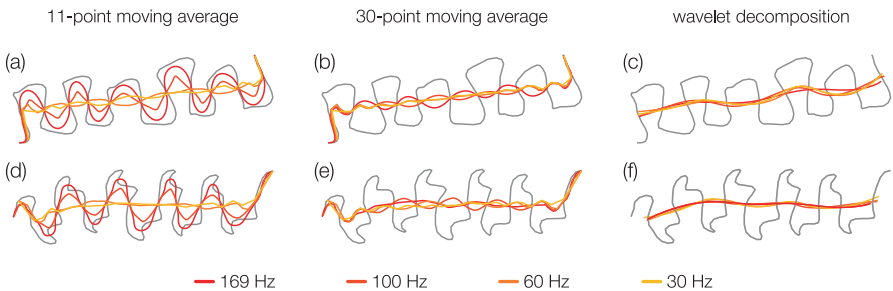 11-point moving average 30-point moving average wavelet decomposition
(a) (b) (c)
(d) (e) (f)
169 Hz 100 Hz 60 Hz 30 Hz